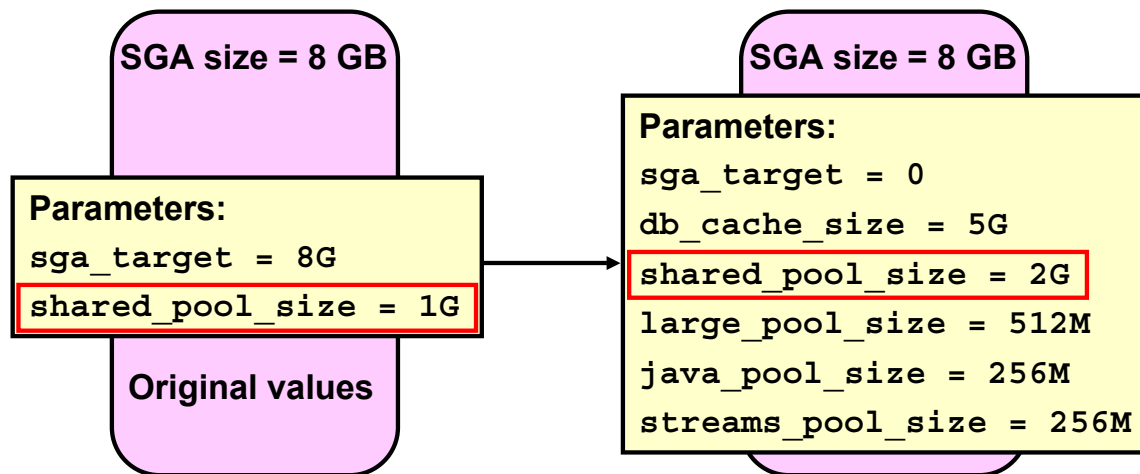 SGA size = 8 GB
Parameters:
sga_target = 8G
shared_pool_size = 1G
Original values
SGA size = 8 GB
Parameters:
sga_target = 0
db_cache_size = 5G
shared_pool_size = 2G
large_pool_size = 512M
java_pool_size = 256M
streams_pool_size = 256M